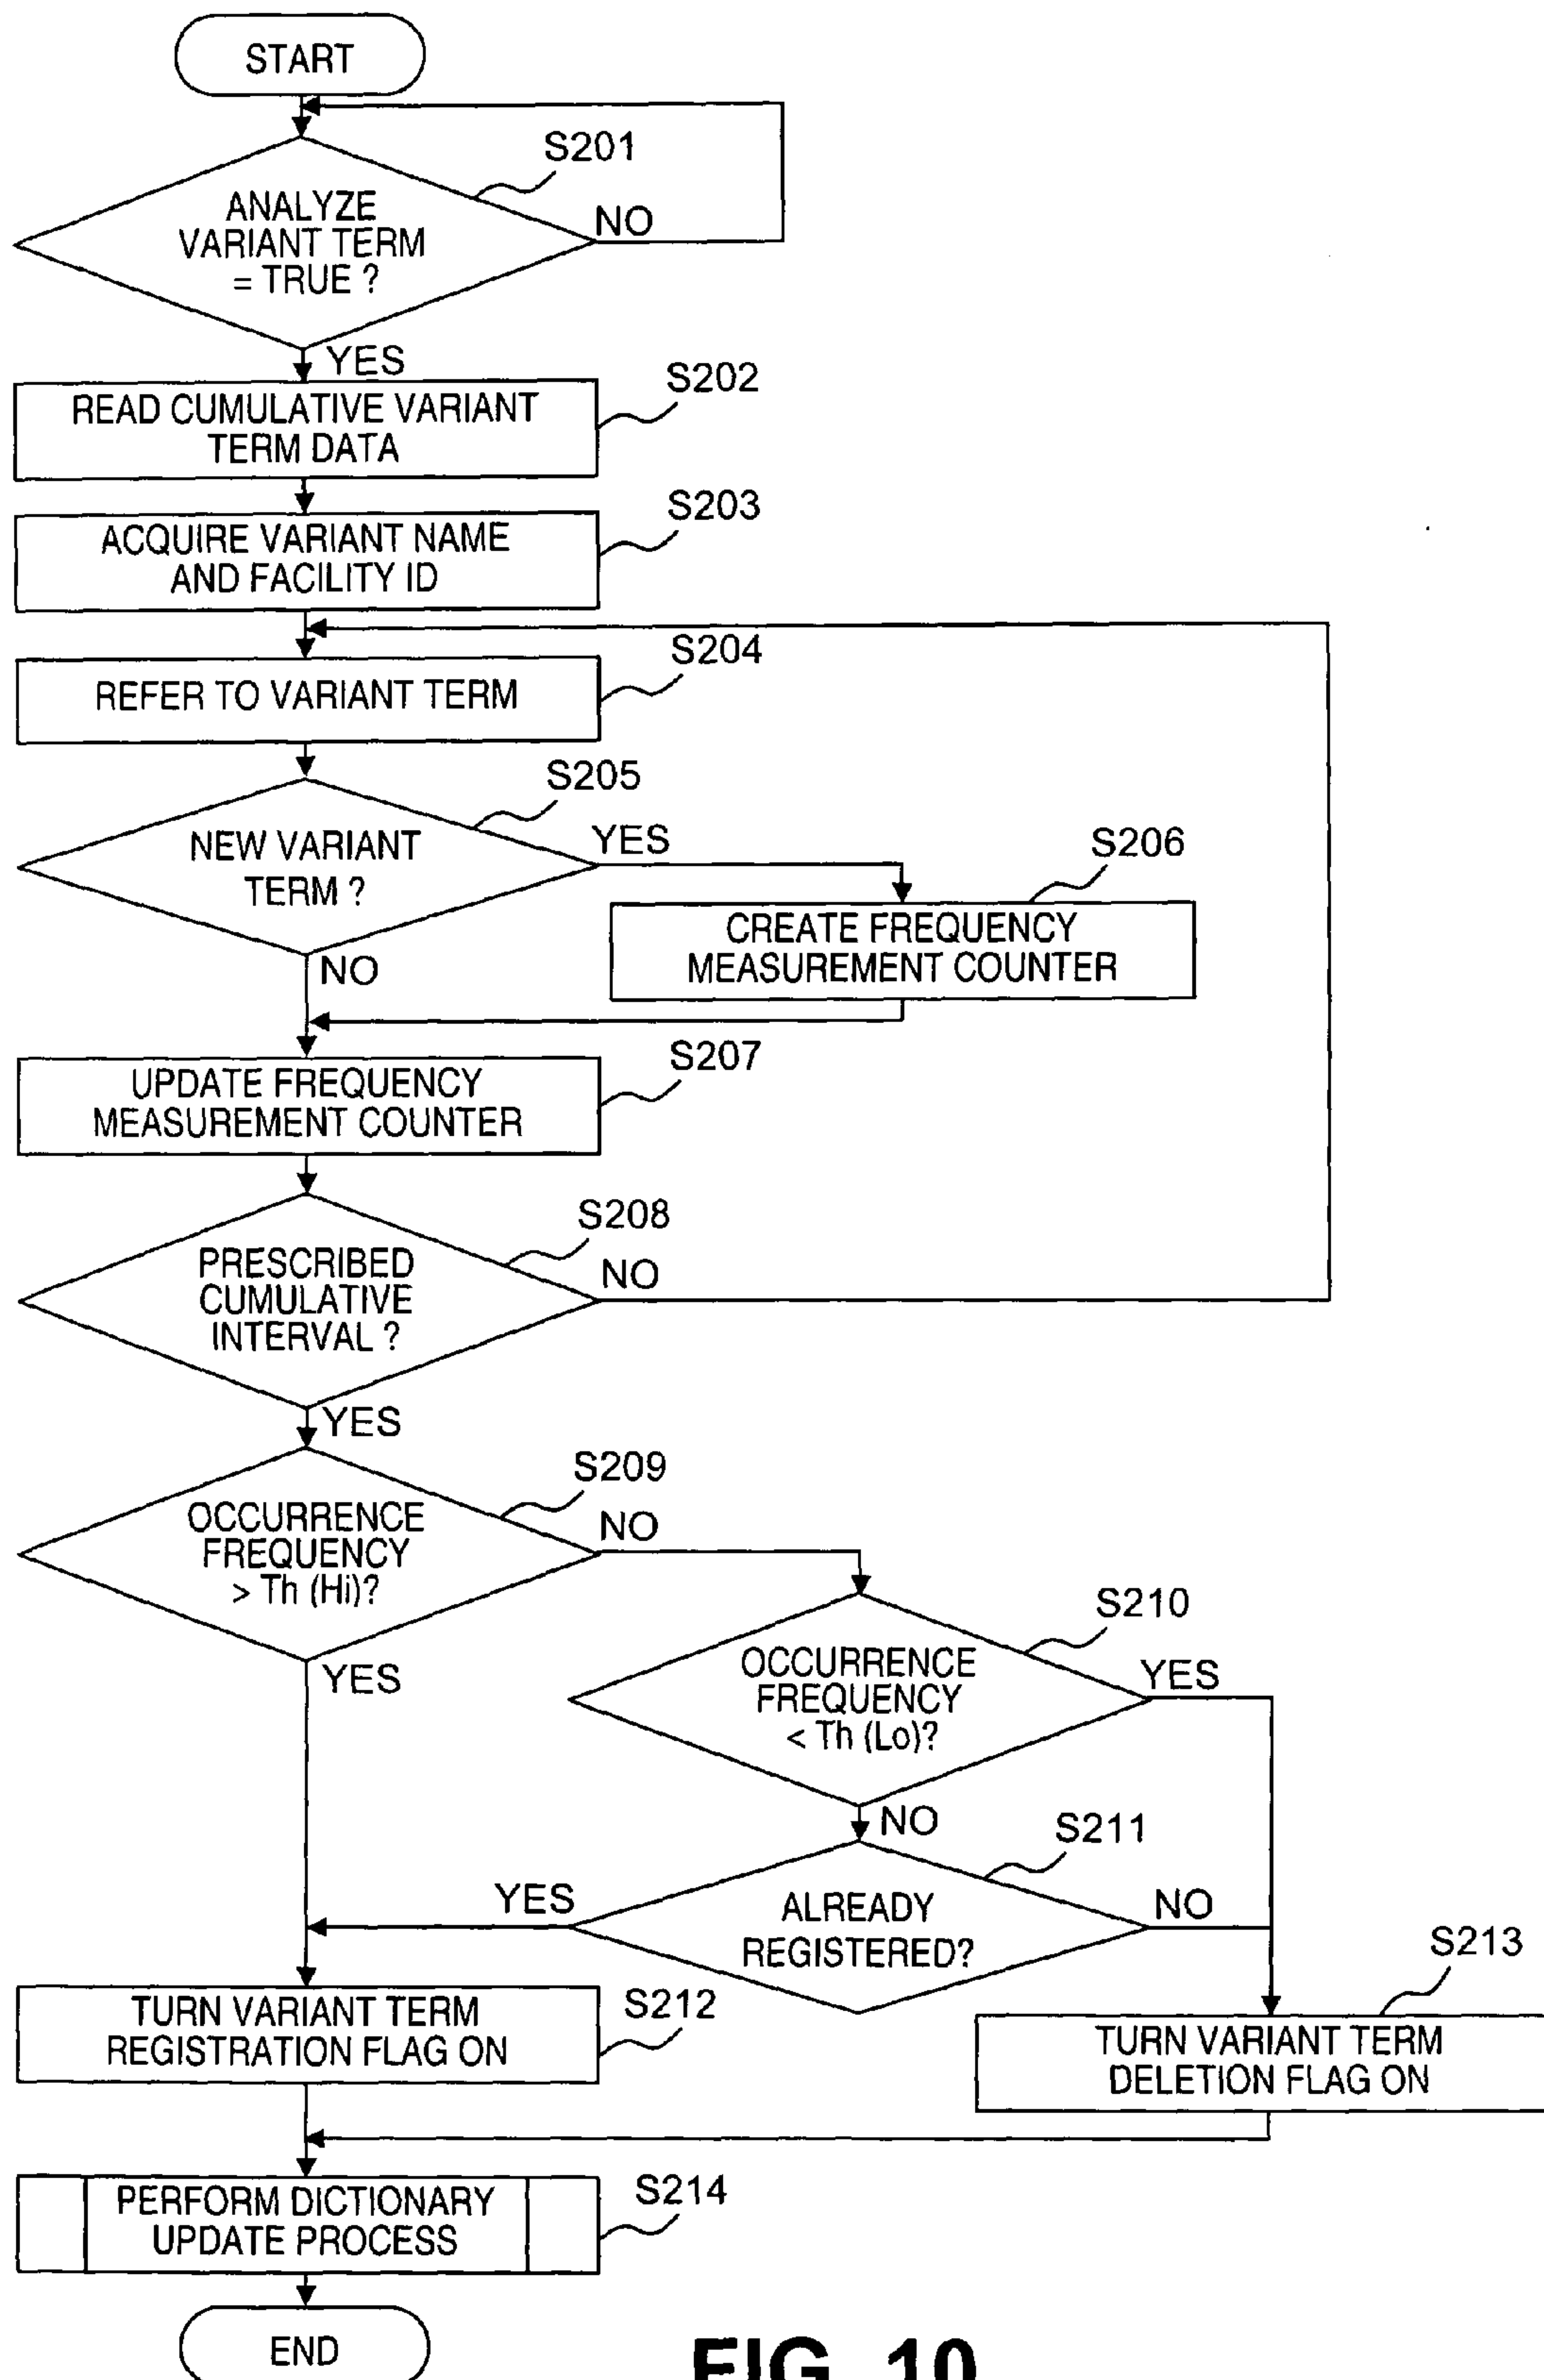 START
S201
ANALYZE
VARIANT TERM
= TRUE ?
NO
YES
S202
READ CUMULATIVE VARIANT
TERM DATA
S203
ACQUIRE VARIANT NAME
AND FACILITY ID
S204
REFER TO VARIANT TERM
S205
NEW VARIANT
TERM ?
YES
S206
CREATE FREQUENCY
MEASUREMENT COUNTER
NO
S207
UPDATE FREQUENCY
MEASUREMENT COUNTER
S208
PRESCRIBED
CUMULATIVE
INTERVAL ?
NO
YES
S209
OCCURRENCE
FREQUENCY
> Th (Hi)?
NO
YES
S210
OCCURRENCE
FREQUENCY
< Th (Lo)?
YES
NO
S211
ALREADY
REGISTERED?
YES
NO
S212
TURN VARIANT TERM
REGISTRATION FLAG ON
S213
TURN VARIANT TERM
DELETION FLAG ON
S214
PERFORM DICTIONARY
UPDATE PROCESS
END
FIG. 10